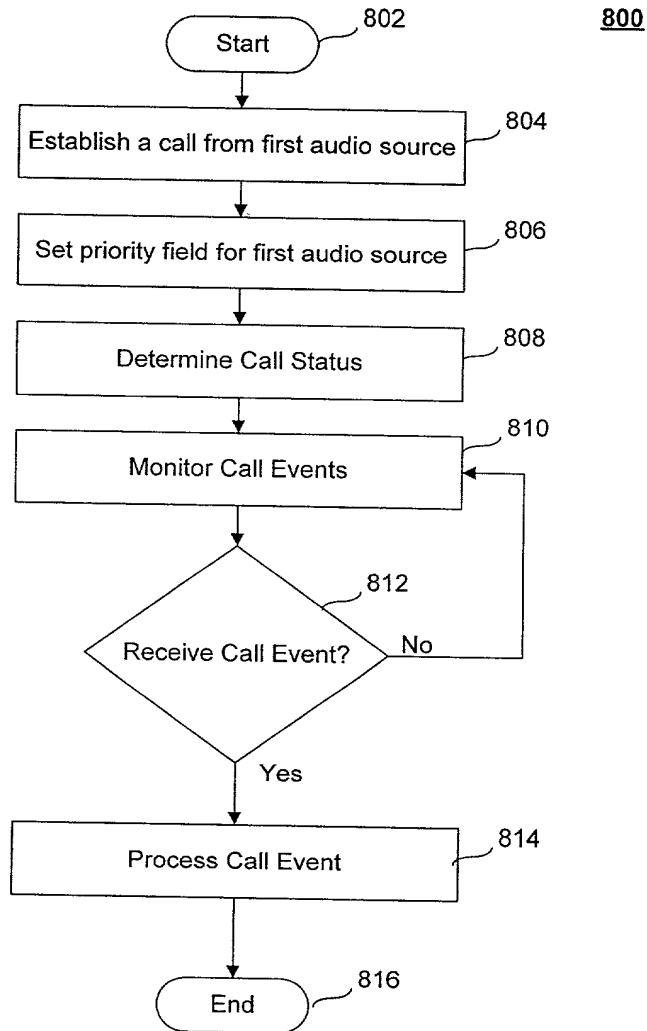 800
Start
802
Establish a call from first audio source
804
Set priority field for first audio source
806
Determine Call Status
808
Monitor Call Events
810
Receive Call Event?
812
No
Yes
Process Call Event
814
End
816